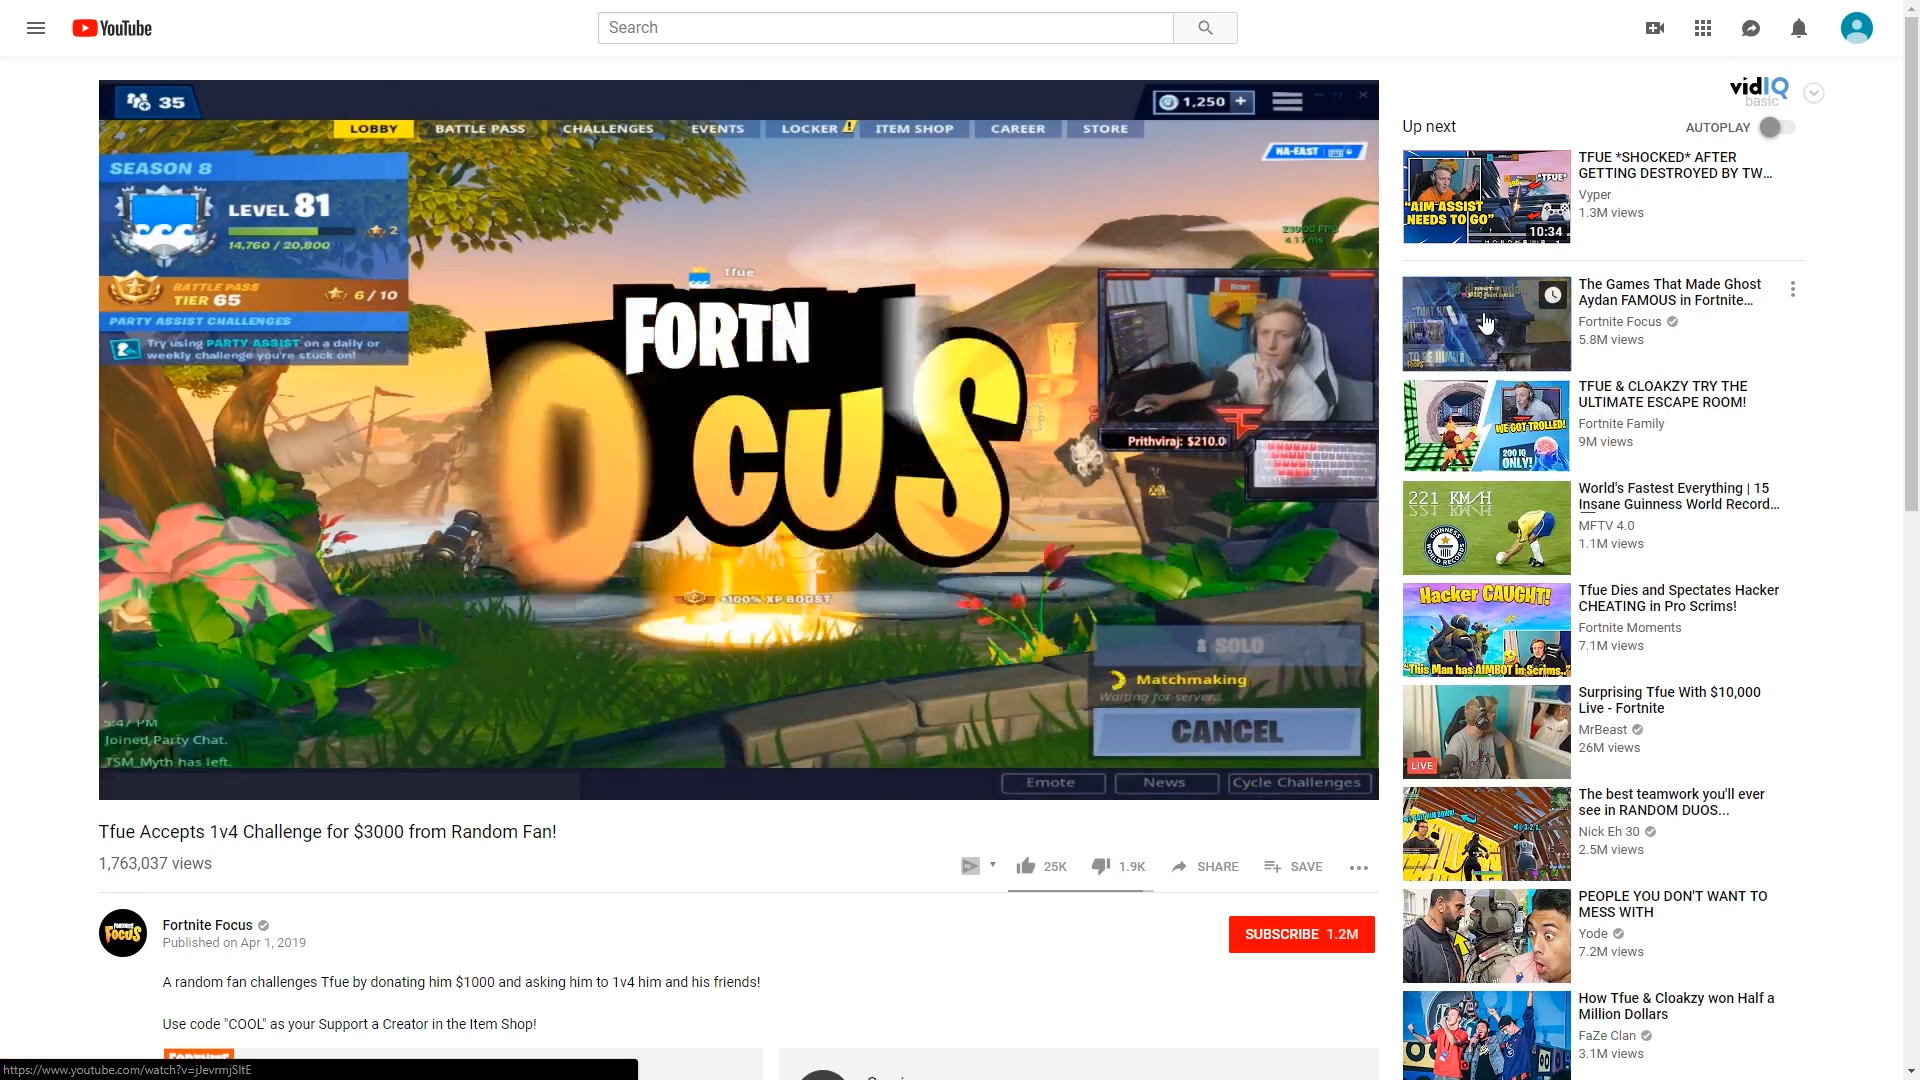 YouTube
Search
35
1,250 +
LOBBY
BATTLE PASS
CHALLENGES
EVENTS
LOCKER
ITEM SHOP
CAREER
STORE
NA-EAST
SEASON 8
LEVEL 81
14,760 / 20,800
2
BATTLE PASS
TIER 65
6 / 10
PARTY ASSIST CHALLENGES
Try using PARTY ASSIST on a daily or
weekly challenge you're stuck on!
Tfue
FORTN
OCUS
Prithviraj: $210.0
+100% XP BOOST
SOLO
Matchmaking
Waiting for server...
CANCEL
5:47 PM
Joined Party Chat.
TSM_Myth has left.
Emote
News
Cycle Challenges
Tfue Accepts 1v4 Challenge for $3000 from Random Fan!
1,763,037 views
25K
1.9K
SHARE
SAVE
Fortnite Focus
Published on Apr 1, 2019
SUBSCRIBE 1.2M
A random fan challenges Tfue by donating him $1000 and asking him to 1v4 him and his friends!
Use code "COOL" as your Support a Creator in the Item Shop!
https://www.youtube.com/watch?v=jJevrmjSltE
vidIQ
basic
Up next
AUTOPLAY
"AIM ASSIST
NEEDS TO GO"
"TFUE"
10:34
TFUE *SHOCKED* AFTER
GETTING DESTROYED BY TW...
Vyper
1.3M views
The Games That Made Ghost
Aydan FAMOUS in Fortnite...
Fortnite Focus
5.8M views
WE GOT TROLLED!
200 IQ
ONLY!
TFUE & CLOAKZY TRY THE
ULTIMATE ESCAPE ROOM!
Fortnite Family
9M views
221 KM/H
GUINNESS
WORLD RECORDS
World's Fastest Everything | 15
Insane Guinness World Record...
MFTV 4.0
1.1M views
Hacker CAUGHT!
"This Man has AIMBOT in Scrims.."
Tfue Dies and Spectates Hacker
CHEATING in Pro Scrims!
Fortnite Moments
7.1M views
LIVE
Surprising Tfue With $10,000
Live - Fortnite
MrBeast
26M views
The best teamwork you'll ever
see in RANDOM DUOS...
Nick Eh 30
2.5M views
PEOPLE YOU DON'T WANT TO
MESS WITH
Yode
7.2M views
How Tfue & Cloakzy won Half a
Million Dollars
FaZe Clan
3.1M views